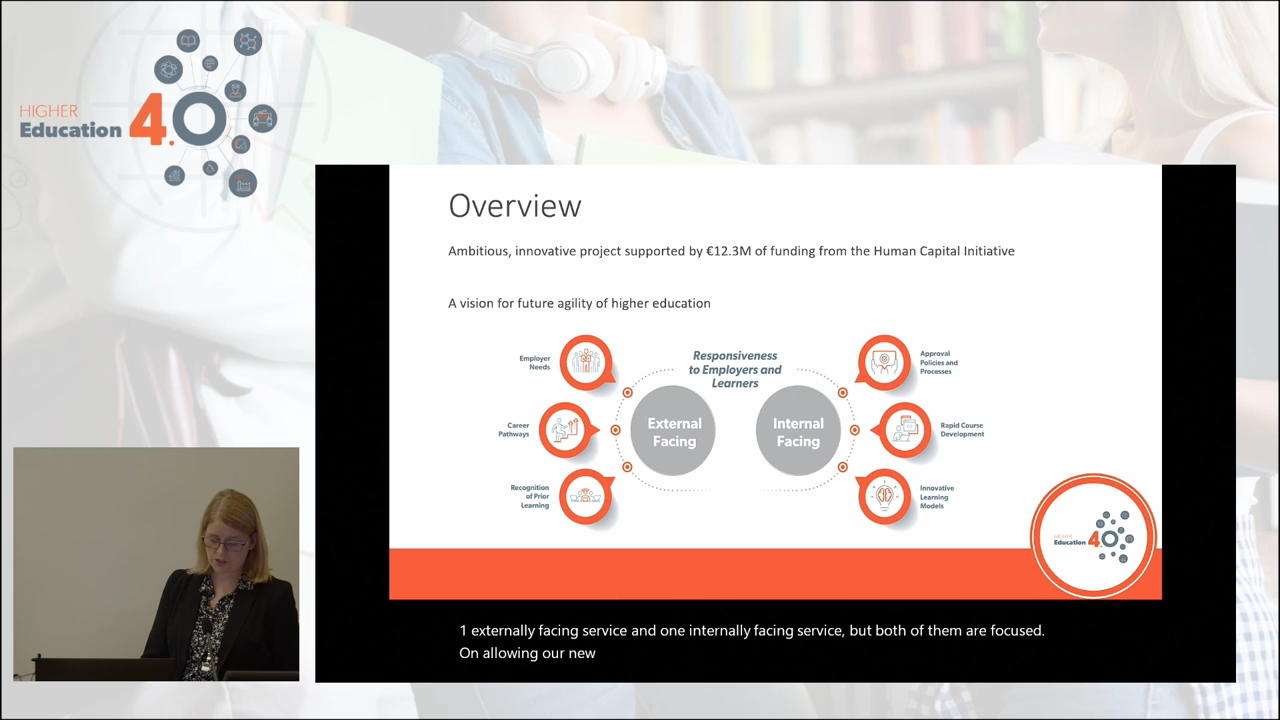 HIGHER
Education 4.0
Overview
Ambitious, innovative project supported by €12.3M of funding from the Human Capital Initiative
A vision for future agility of higher education
Responsiveness
to Employers and
Learners
Employer
Needs
Career
Pathways
Recognition
of Prior
Learning
External
Facing
Internal
Facing
Approval
Policies and
Processes
Rapid Course
Development
Innovative
Learning
Models
HIGHER
Education 4.0
1 externally facing service and one internally facing service, but both of them are focused.
On allowing our new